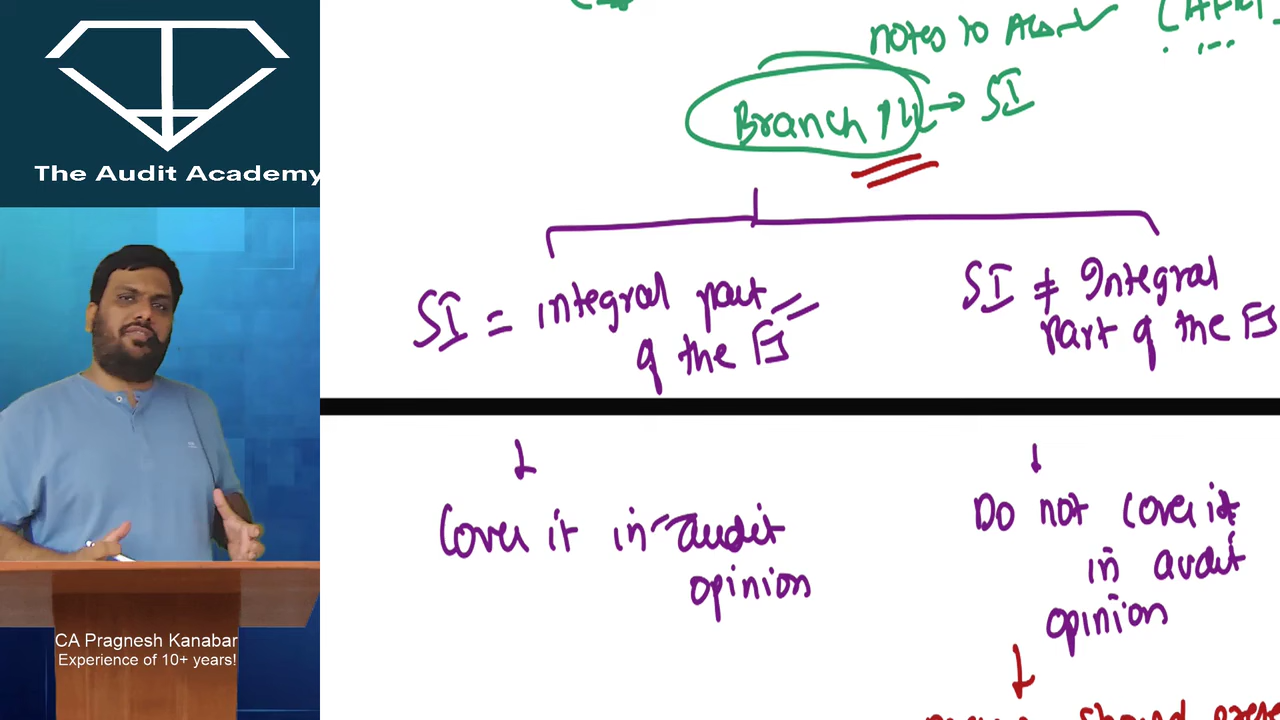 The Audit Academy
notes to
Branch P/L → SI
SI = integral part
of the FS
SI ≠ Integral
part of the FS
Cover it in audit
opinion
Do not cover it
in audit
opinion
should
CA Pragnesh Kanabar
Experience of 10+ years!